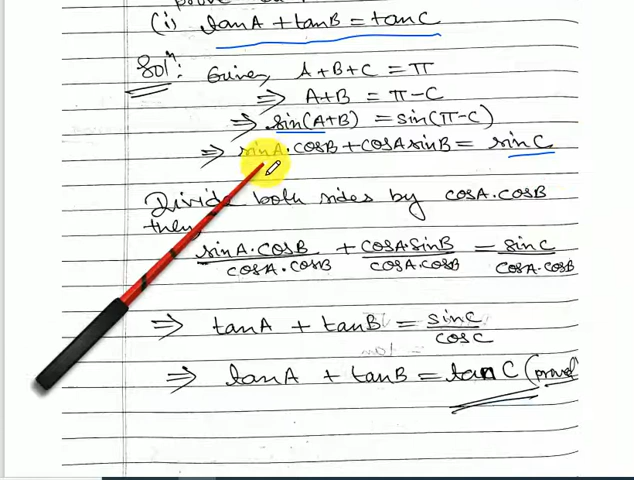 (i) tanA + tanB = tanC
Solⁿ: Given, A+B+C = π
⇒ A+B = π-C
⇒ sin(A+B) = sin(π-C)
⇒ sinA·cosB + cosA sinB = sinC
Divide both sides by cosA·cosB
then
sinA·cosB/cosA·cosB + cosA·sinB/cosA·cosB = sinC/cosA·cosB
⇒ tanA + tanB = sinC/cosC
⇒ tanA + tanB = tanC (proved